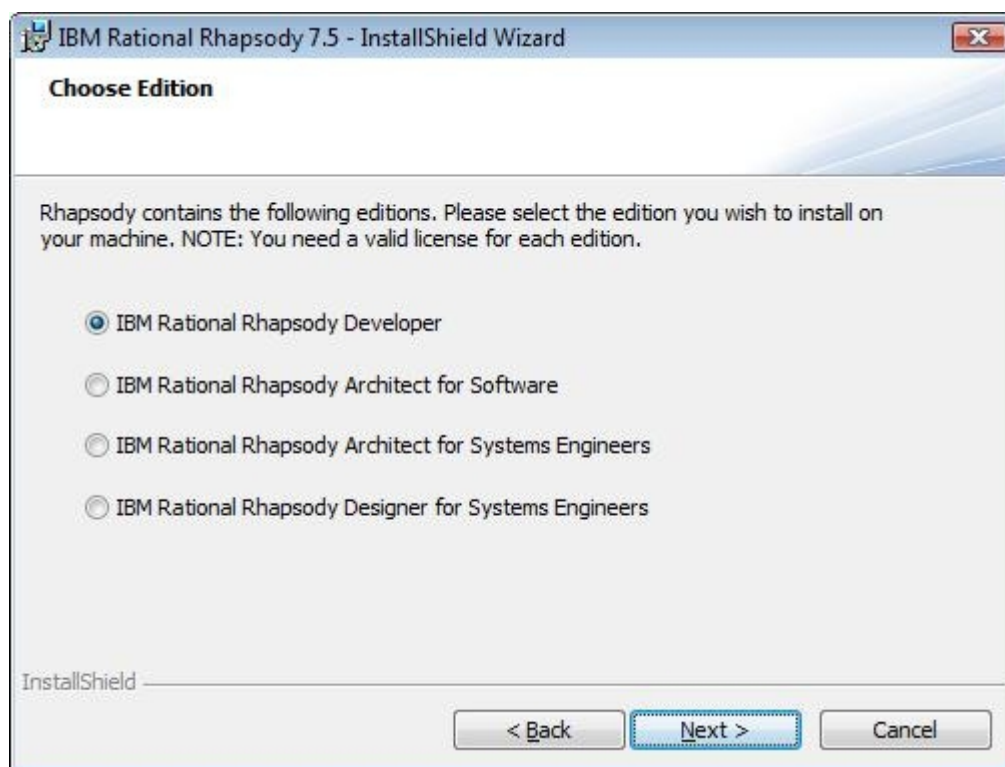 IBM Rational Rhapsody 7.5 - InstallShield Wizard
Choose Edition
Rhapsody contains the following editions. Please select the edition you wish to install on
your machine. NOTE: You need a valid license for each edition.
IBM Rational Rhapsody Developer
IBM Rational Rhapsody Architect for Software
IBM Rational Rhapsody Architect for Systems Engineers
IBM Rational Rhapsody Designer for Systems Engineers
InstallShield
< Back
Next >
Cancel